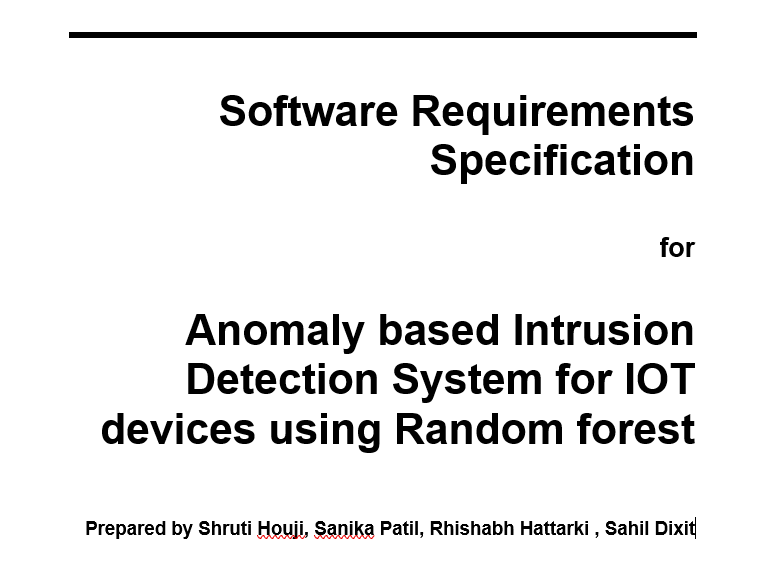 Software Requirements
Specification
for
Anomaly based Intrusion
Detection System for IOT
devices using Random forest
Prepared by Shruti Houji, Sanika Patil, Rhishabh Hattarki , Sahil Dixit